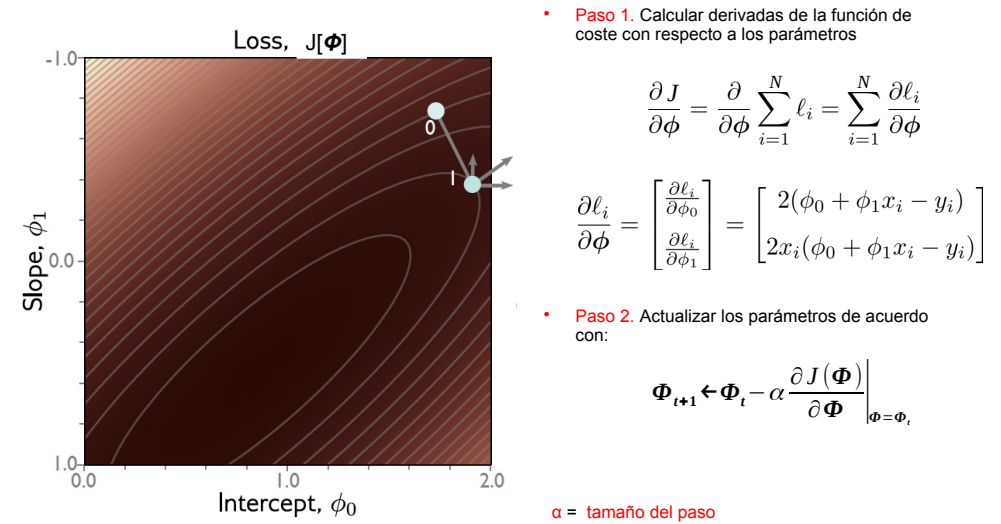 Loss, J[𝜱]
-1.0
0.0
1.0
Slope, ϕ₁
0
1
0.0
1.0
2.0
Intercept, ϕ₀
• Paso 1. Calcular derivadas de la función de
coste con respecto a los parámetros
∂J/∂ϕ = ∂/∂ϕ ∑_{i=1}^{N} ℓ_i = ∑_{i=1}^{N} ∂ℓ_i/∂ϕ
∂ℓ_i/∂ϕ = [∂ℓ_i/∂ϕ₀ ; ∂ℓ_i/∂ϕ₁] = [2(ϕ₀ + ϕ₁x_i − y_i) ; 2x_i(ϕ₀ + ϕ₁x_i − y_i)]
• Paso 2. Actualizar los parámetros de acuerdo
con:
𝜱_{t+1} ← 𝜱_t − α ∂J(𝜱)/∂𝜱 |_{𝜱=𝜱_t}
α = tamaño del paso